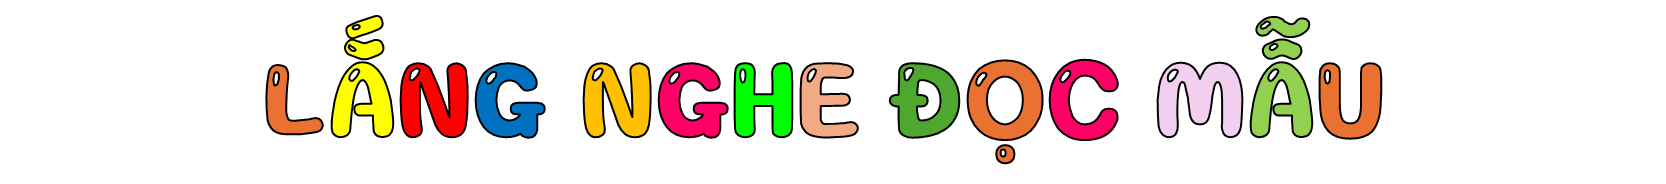 LẮNG NGHE ĐỌC MẪU